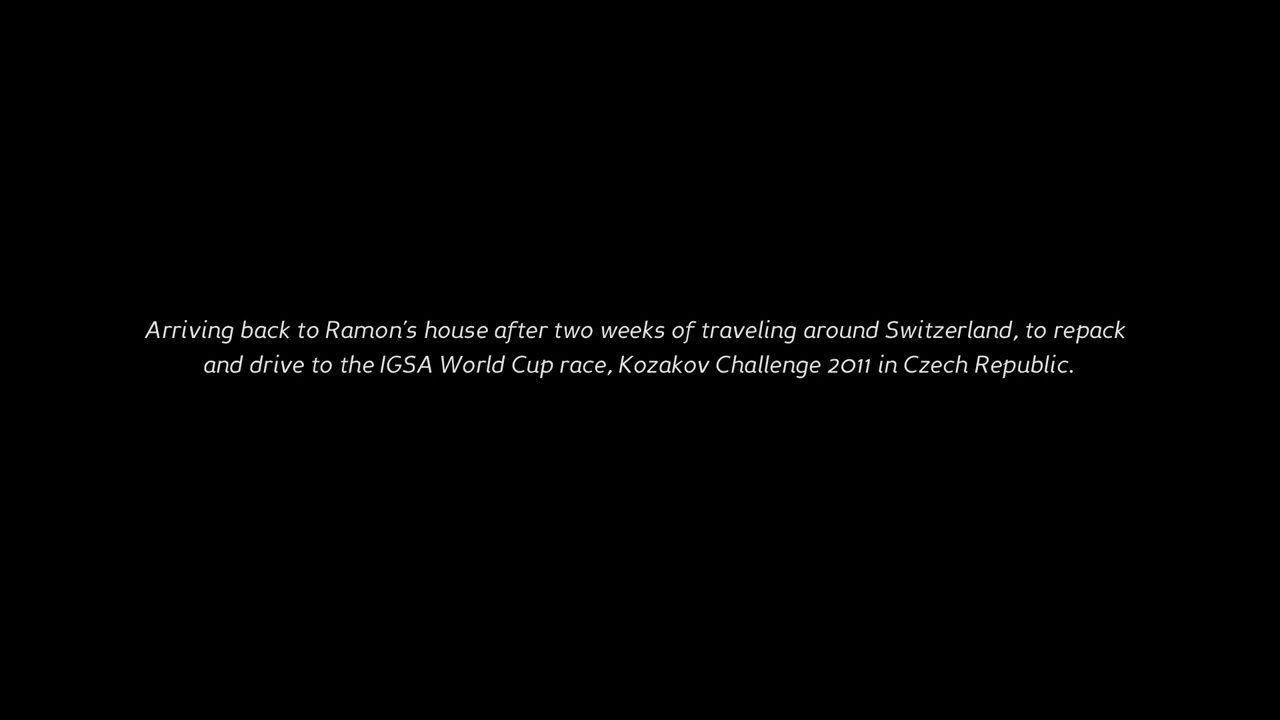 Arriving back to Ramon's house after two weeks of traveling around Switzerland, to repack
and drive to the IGSA World Cup race, Kozakov Challenge 2011 in Czech Republic.